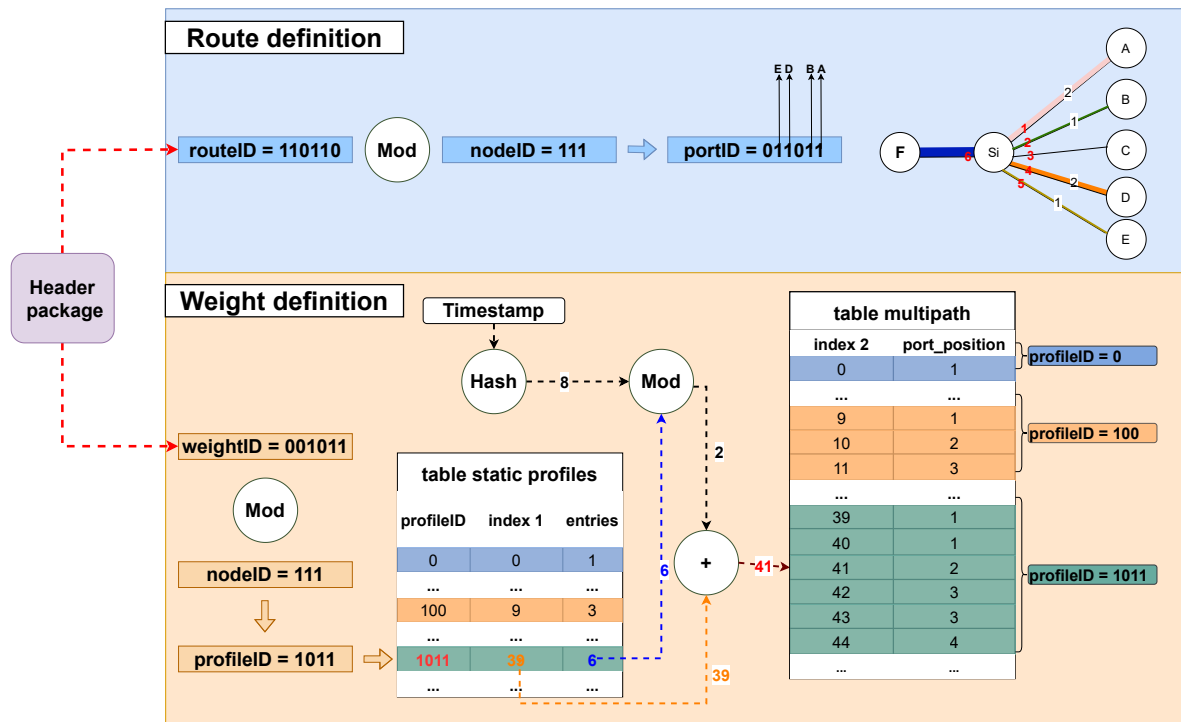 Route definition
E D B A
routeID = 110110
Mod
nodeID = 111
portID = 011011
F
Si
A
B
C
D
E
2
1
2
1
1
2
3
4
5
6
Header
package
Weight definition
Timestamp
Hash
8
Mod
2
weightID = 001011
Mod
nodeID = 111
profileID = 1011
table static profiles
profileID index 1 entries
0 0 1
... ... ...
100 9 3
... ... ...
1011 39 6
... ... ...
6
39
+
41
table multipath
index 2 port_position
0 1
... ...
9 1
10 2
11 3
... ...
39 1
40 1
41 2
42 3
43 3
44 4
... ...
profileID = 0
profileID = 100
profileID = 1011